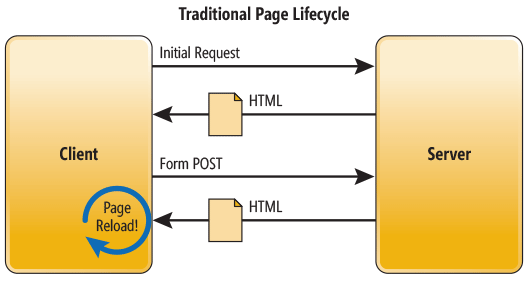 Traditional Page Lifecycle
Initial Request
HTML
Client
Server
Form POST
Page
Reload!
HTML